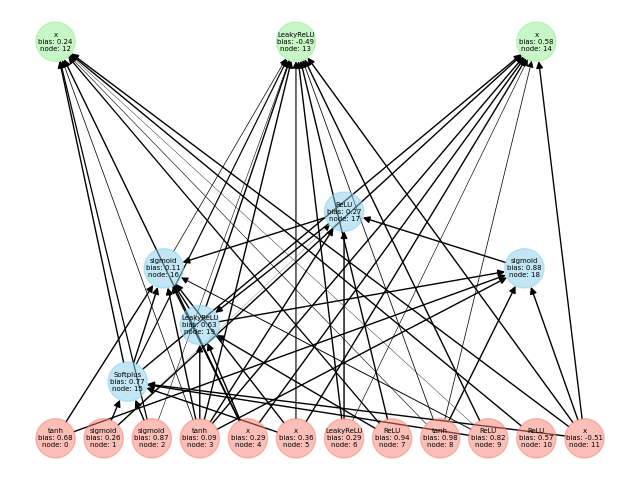 x
bias: 0.24
node: 12
LeakyReLU
bias: -0.49
node: 13
x
bias: 0.58
node: 14
ReLU
bias: 0.27
node: 17
sigmoid
bias: 0.11
node: 16
sigmoid
bias: 0.88
node: 18
LeakyReLU
bias: 0.63
node: 19
Softplus
bias: 0.77
node: 15
tanh
bias: 0.68
node: 0
sigmoid
bias: 0.26
node: 1
sigmoid
bias: 0.87
node: 2
tanh
bias: 0.09
node: 3
x
bias: 0.29
node: 4
x
bias: 0.36
node: 5
LeakyReLU
bias: 0.29
node: 6
ReLU
bias: 0.94
node: 7
tanh
bias: 0.98
node: 8
ReLU
bias: 0.82
node: 9
ReLU
bias: 0.57
node: 10
x
bias: -0.51
node: 11